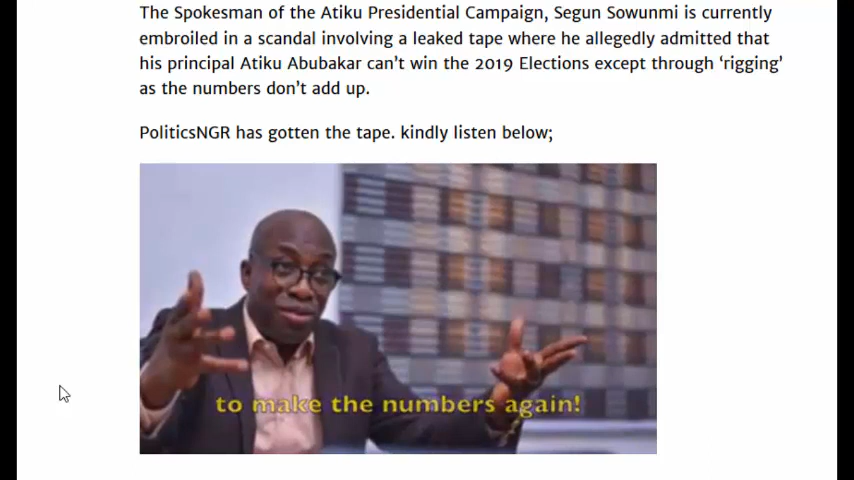 The Spokesman of the Atiku Presidential Campaign, Segun Sowunmi is currently
embroiled in a scandal involving a leaked tape where he allegedly admitted that
his principal Atiku Abubakar can’t win the 2019 Elections except through ‘rigging’
as the numbers don’t add up.
PoliticsNGR has gotten the tape. kindly listen below;
to make the numbers again!